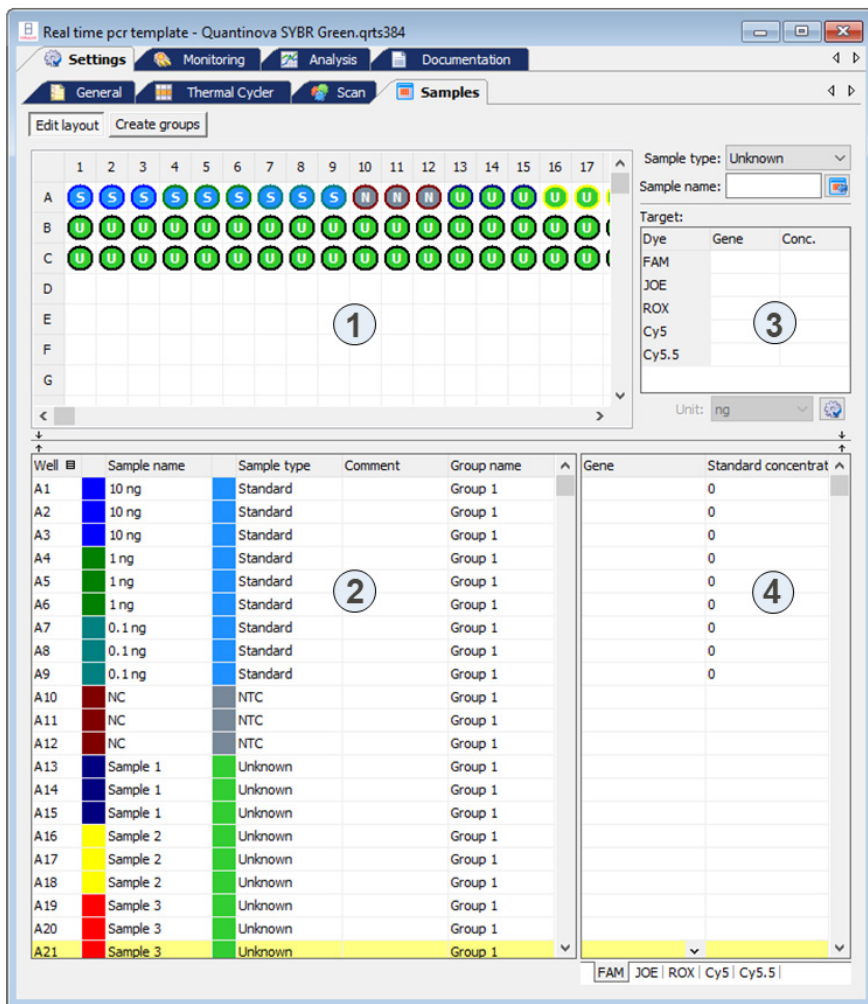 Real time pcr template - Quantinova SYBR Green.qrts384
Settings Monitoring Analysis Documentation
General Thermal Cycler Scan Samples
Edit layout Create groups
1 2 3 4 5 6 7 8 9 10 11 12 13 14 15 16 17
A S S S S S S S S S N N N U U U U U
B U U U U U U U U U U U U U U U U U
C U U U U U U U U U U U U U U U U U
D
E
F
G
1
Sample type: Unknown
Sample name:
Target:
Dye Gene Conc.
FAM
JOE
ROX
Cy5
Cy5.5
3
Unit: ng
Well Sample name Sample type Comment Group name
A1 10 ng Standard Group 1
A2 10 ng Standard Group 1
A3 10 ng Standard Group 1
A4 1 ng Standard Group 1
A5 1 ng Standard Group 1
A6 1 ng Standard Group 1
A7 0.1 ng Standard Group 1
A8 0.1 ng Standard Group 1
A9 0.1 ng Standard Group 1
A10 NC NTC Group 1
A11 NC NTC Group 1
A12 NC NTC Group 1
A13 Sample 1 Unknown Group 1
A14 Sample 1 Unknown Group 1
A15 Sample 1 Unknown Group 1
A16 Sample 2 Unknown Group 1
A17 Sample 2 Unknown Group 1
A18 Sample 2 Unknown Group 1
A19 Sample 3 Unknown Group 1
A20 Sample 3 Unknown Group 1
A21 Sample 3 Unknown Group 1
2
Gene Standard concentrat
0
0
0
0
0
0
0
0
0
4
FAM JOE ROX Cy5 Cy5.5